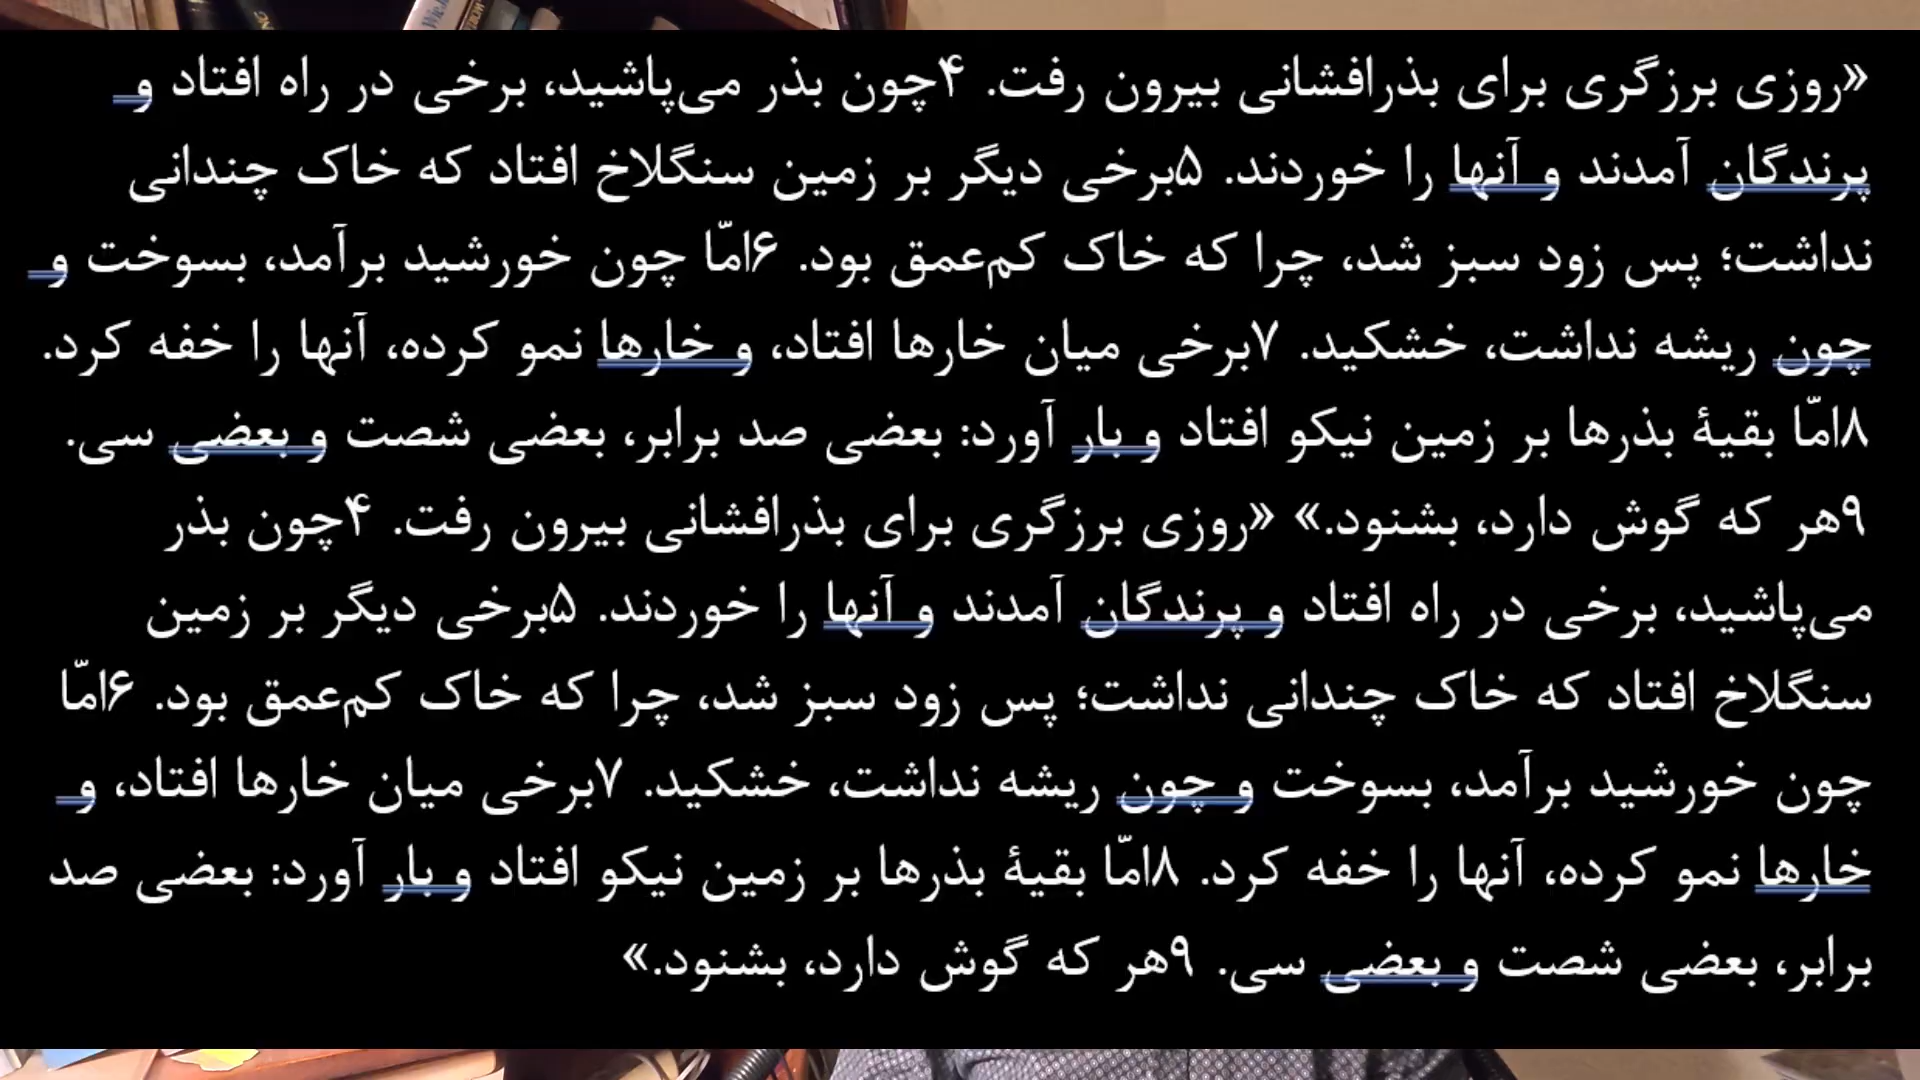 «روزی برزگری برای بذرافشانی بیرون رفت. ۴چون بذر می‌پاشید، برخی در راه افتاد و
پرندگان آمدند و آنها را خوردند. ۵برخی دیگر بر زمین سنگلاخ افتاد که خاک چندانی
نداشت؛ پس زود سبز شد، چرا که خاک کم‌عمق بود. ۶امّا چون خورشید برآمد، بسوخت و
چون ریشه نداشت، خشکید. ۷برخی میان خارها افتاد، و خارها نمو کرده، آنها را خفه کرد.
۸امّا بقیۀ بذرها بر زمین نیکو افتاد و بار آورد: بعضی صد برابر، بعضی شصت و بعضی سی.
۹هر که گوش دارد، بشنود.» «روزی برزگری برای بذرافشانی بیرون رفت. ۴چون بذر
می‌پاشید، برخی در راه افتاد و پرندگان آمدند و آنها را خوردند. ۵برخی دیگر بر زمین
سنگلاخ افتاد که خاک چندانی نداشت؛ پس زود سبز شد، چرا که خاک کم‌عمق بود. ۶امّا
چون خورشید برآمد، بسوخت و چون ریشه نداشت، خشکید. ۷برخی میان خارها افتاد، و
خارها نمو کرده، آنها را خفه کرد. ۸امّا بقیۀ بذرها بر زمین نیکو افتاد و بار آورد: بعضی صد
برابر، بعضی شصت و بعضی سی. ۹هر که گوش دارد، بشنود.»